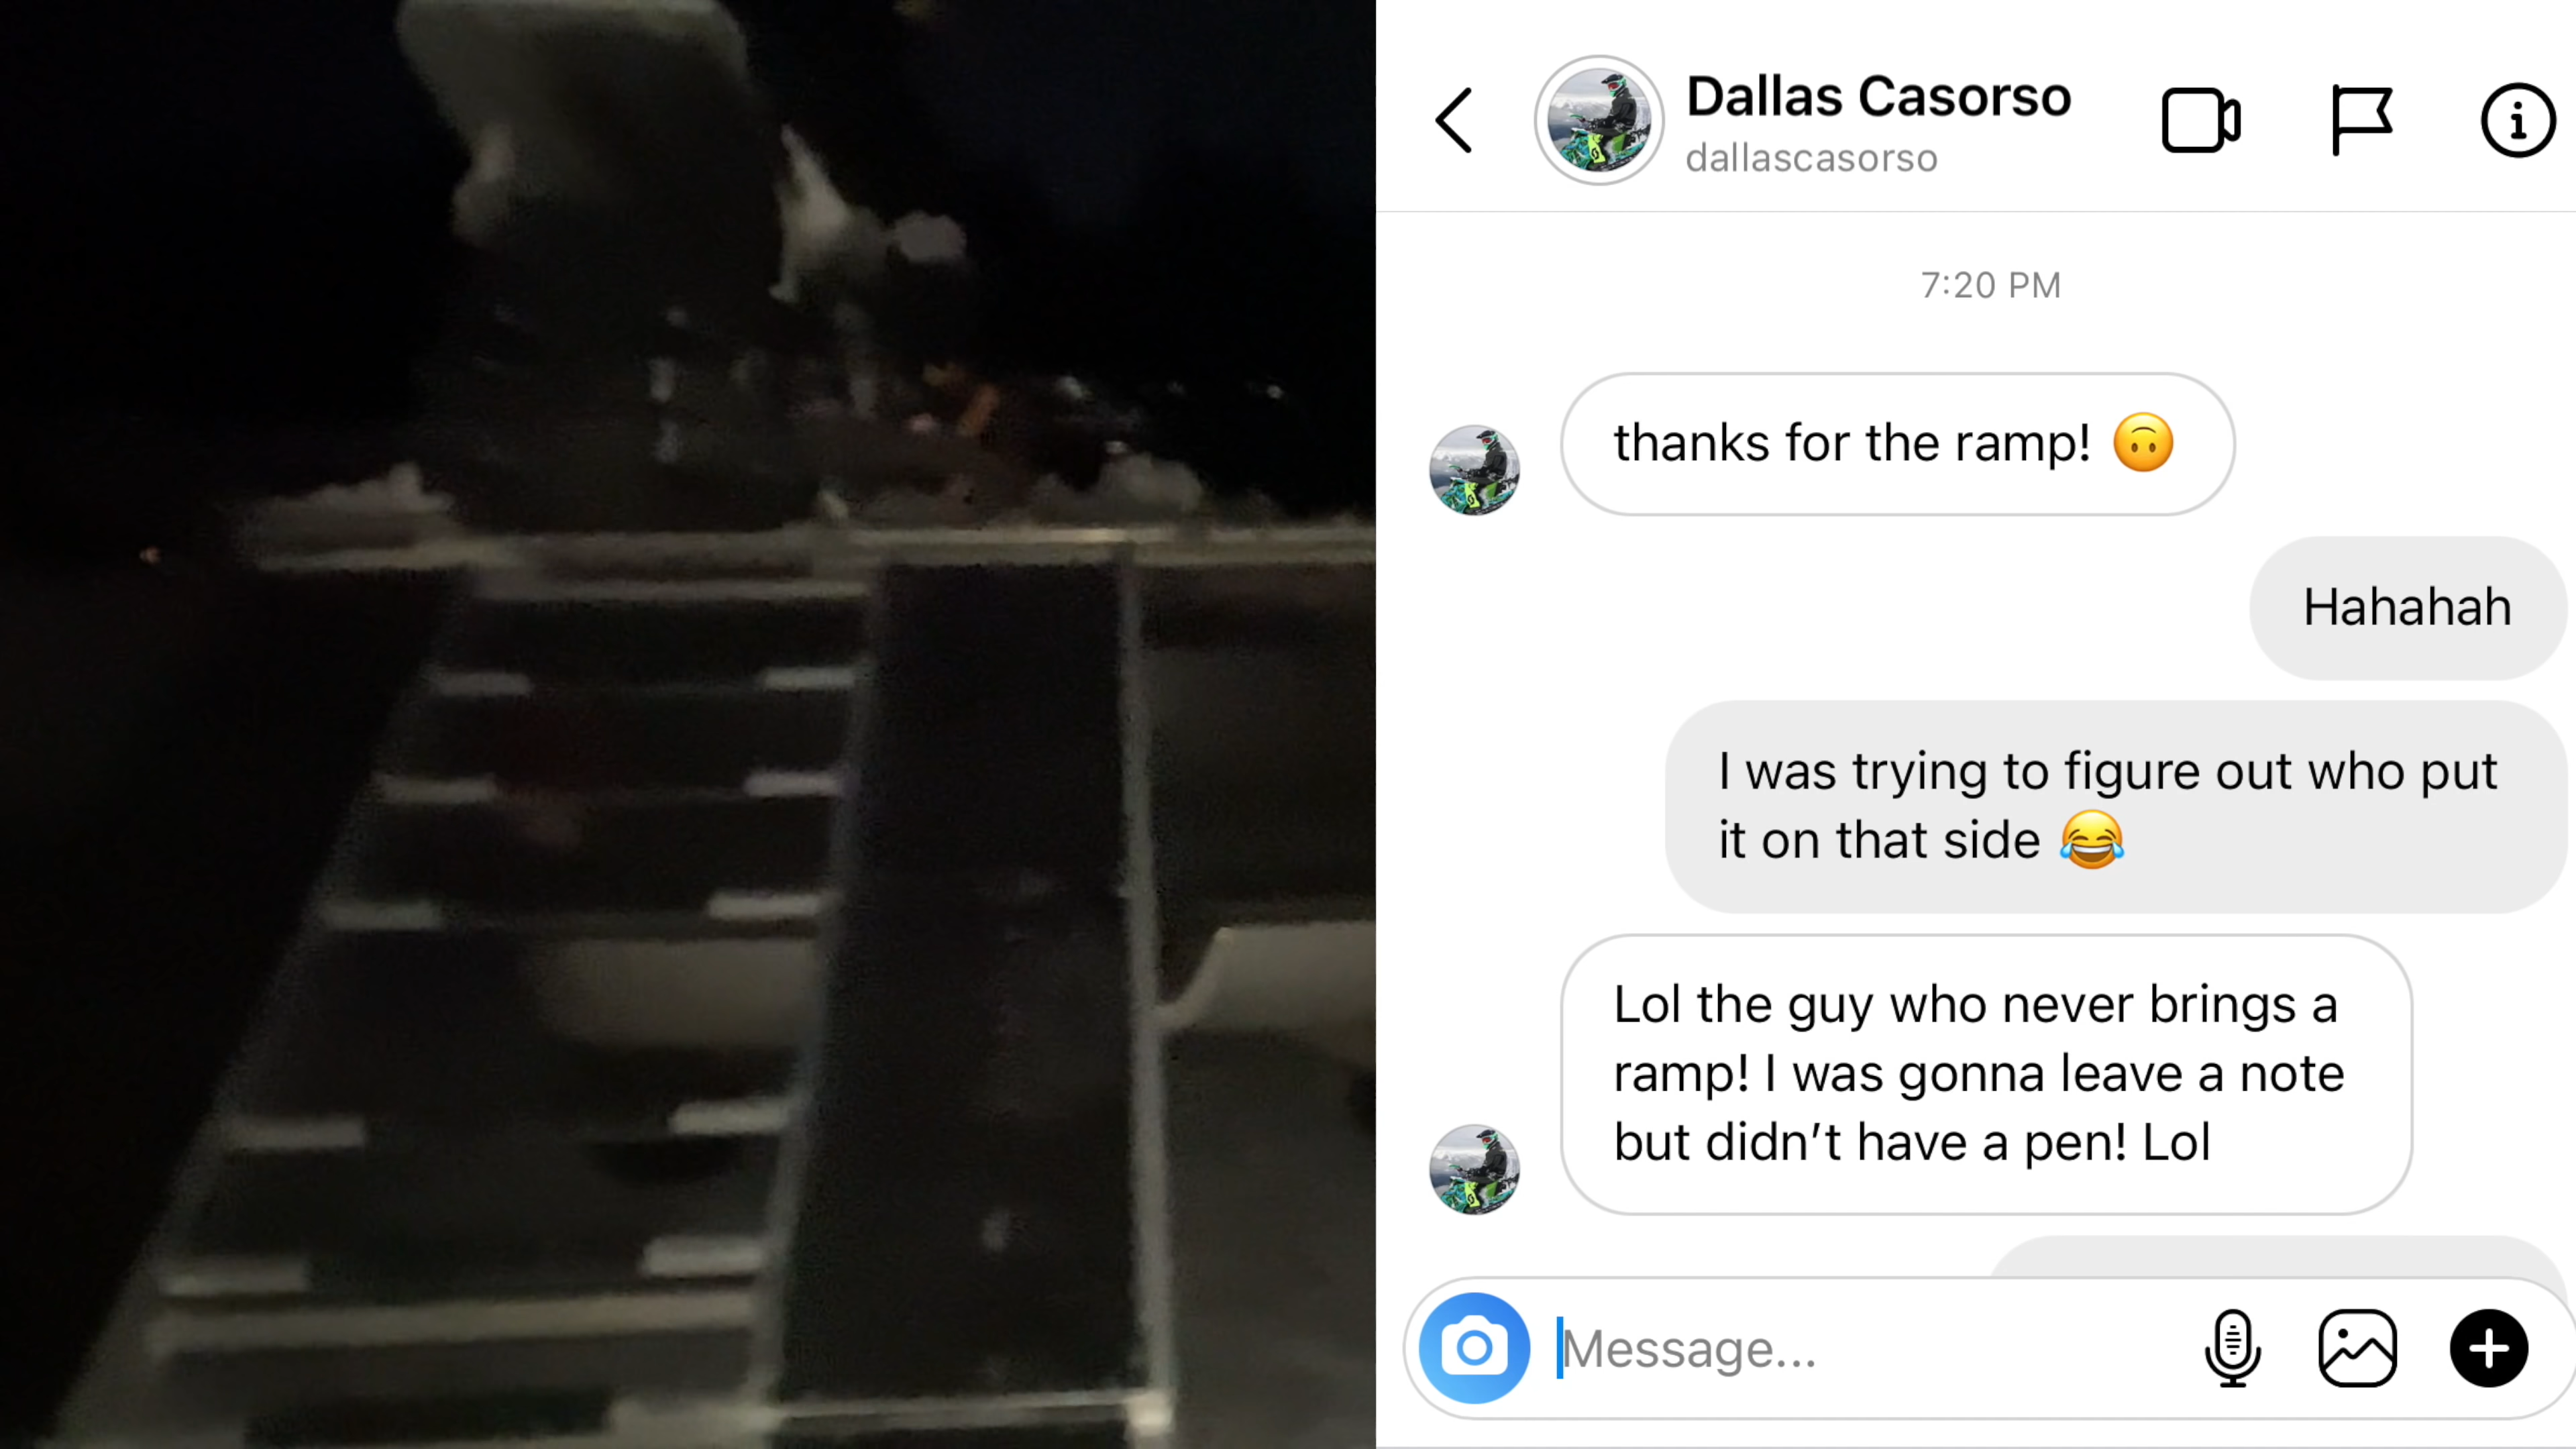 Dallas Casorso
dallascasorso
7:20 PM
thanks for the ramp! 🙃
Hahahah
I was trying to figure out who put
it on that side 😂
Lol the guy who never brings a
ramp! I was gonna leave a note
but didn't have a pen! Lol
Message...